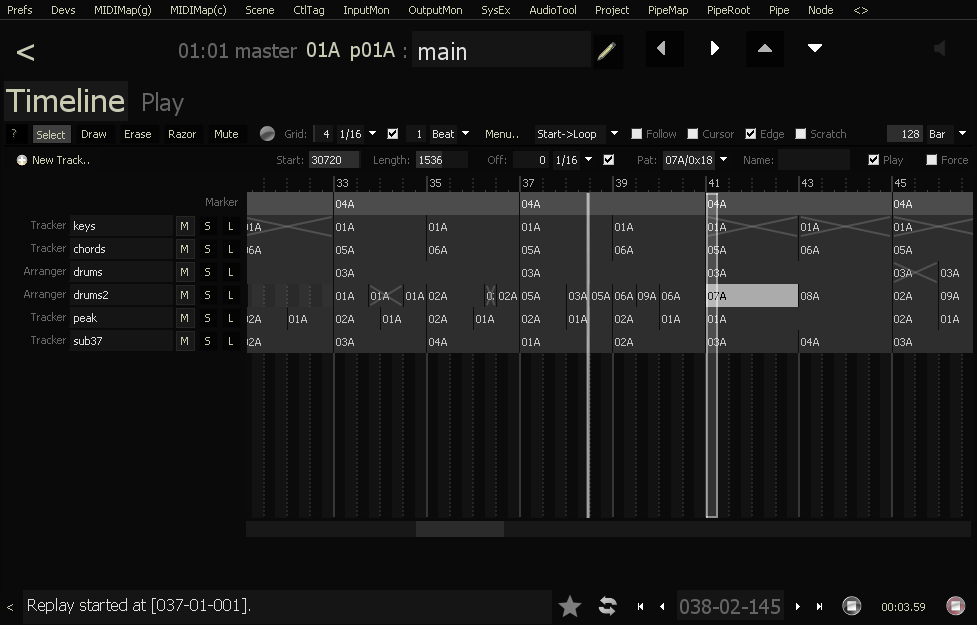 Prefs Devs MIDIMap(g) MIDIMap(c) Scene CtlTag InputMon OutputMon SysEx AudioTool Project PipeMap PipeRoot Pipe Node <>
< 01:01 master 01A p01A : main
Timeline Play
? Select Draw Erase Razor Mute Grid: 4 1/16 1 Beat Menu.. Start->Loop Follow Cursor Edge Scratch 128 Bar
New Track.. Start: 30720 Length: 1536 Off: 0 1/16 Pat: 07A/0x18 Name: Play Force
33 35 37 39 41 43 45
Marker 04A 04A 04A 04A
Tracker keys M S L 01A 01A 01A 01A 01A 01A 01A 01A
Tracker chords M S L 06A 05A 06A 05A 06A 05A 06A 05A
Arranger drums M S L 03A 03A 03A 03A 03A
Arranger drums2 M S L 01A 01A 01A 02A 02A 05A 03A 05A 06A 09A 06A 07A 08A 02A 09A
Tracker peak M S L 02A 01A 02A 01A 02A 01A 02A 01A 02A 01A 01A 02A 01A
Tracker sub37 M S L 02A 03A 04A 01A 02A 03A 04A 03A
< Replay started at [037-01-001]. 038-02-145 00:03.59